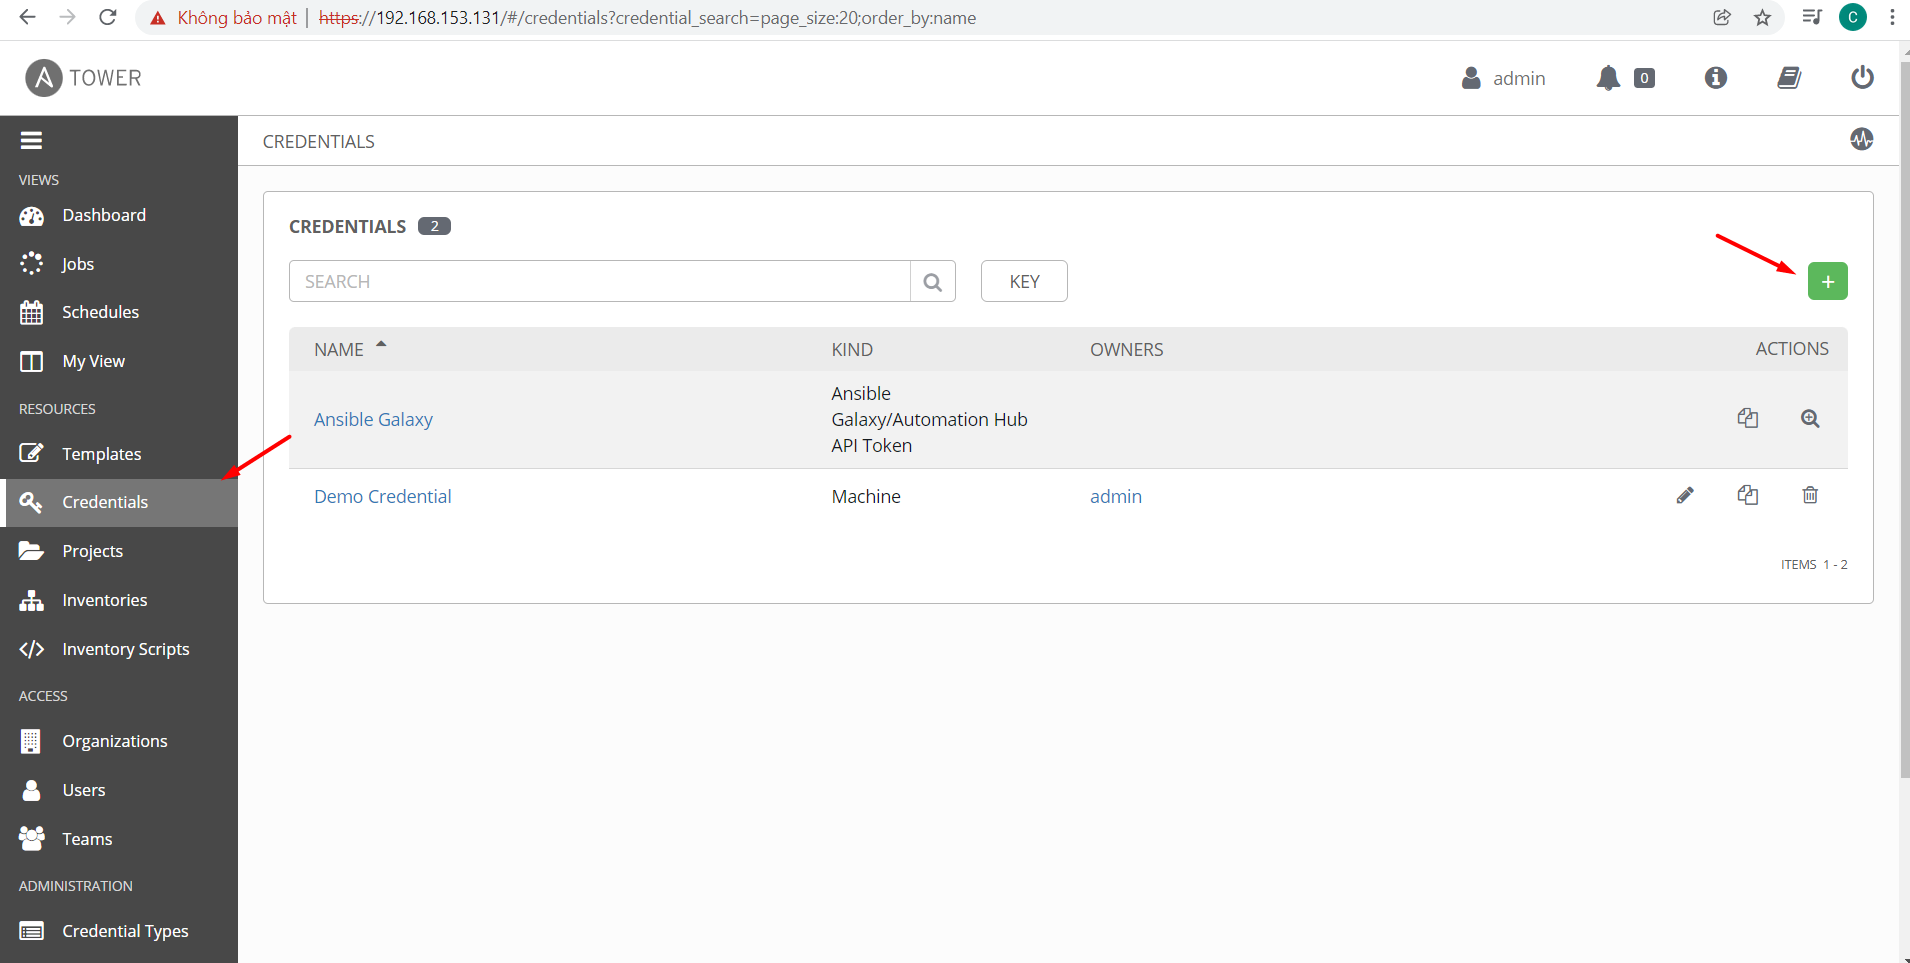 Không bảo mật | https://192.168.153.131/#/credentials?credential_search=page_size:20;order_by:name
C
A TOWER
admin
0
VIEWS
Dashboard
Jobs
Schedules
My View
RESOURCES
Templates
Credentials
Projects
Inventories
Inventory Scripts
ACCESS
Organizations
Users
Teams
ADMINISTRATION
Credential Types
CREDENTIALS
CREDENTIALS 2
SEARCH
KEY
+
NAME KIND OWNERS ACTIONS
Ansible Galaxy
Ansible
Galaxy/Automation Hub
API Token
Demo Credential Machine admin
ITEMS 1 - 2